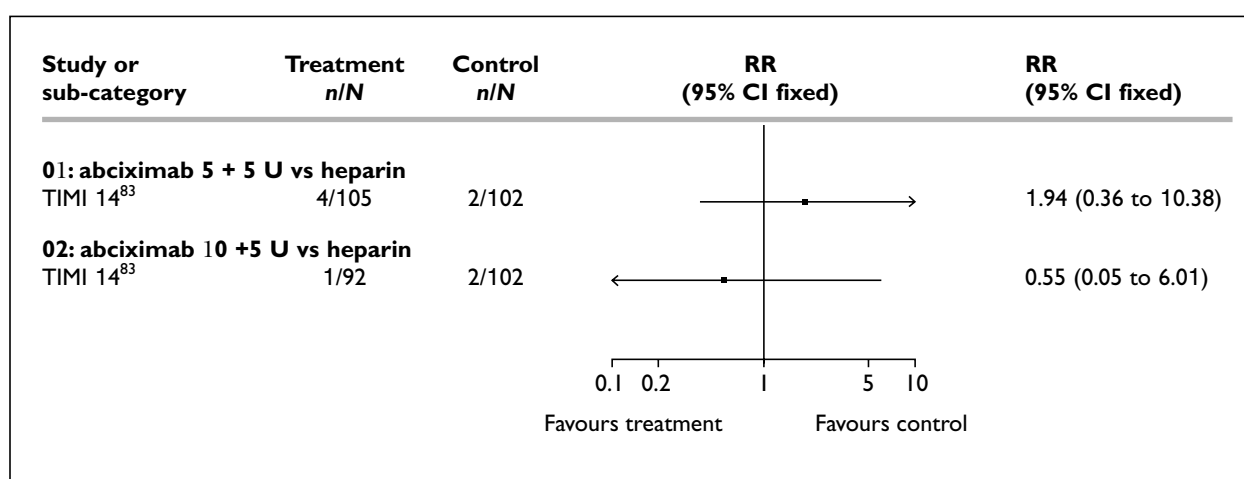 Study or Treatment Control RR RR
sub-category n/N n/N (95% CI fixed) (95% CI fixed)
01: abciximab 5 + 5 U vs heparin
TIMI 14⁸³ 4/105 2/102 1.94 (0.36 to 10.38)
02: abciximab 10 +5 U vs heparin
TIMI 14⁸³ 1/92 2/102 0.55 (0.05 to 6.01)
0.1 0.2 1 5 10
Favours treatment Favours control